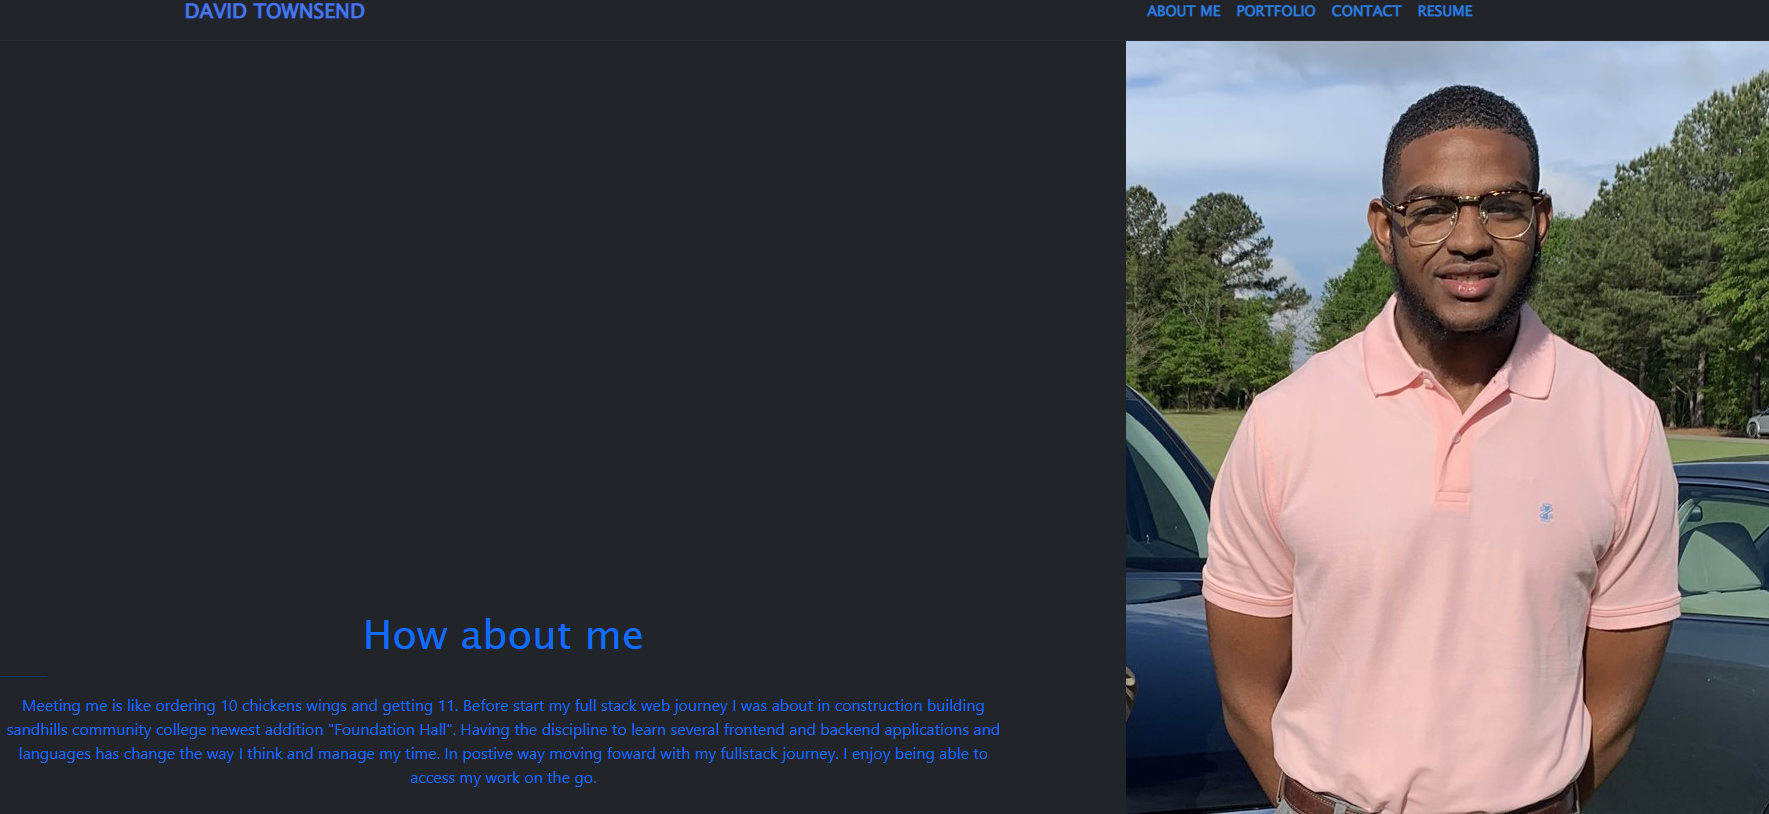 DAVID TOWNSEND
ABOUT ME PORTFOLIO CONTACT RESUME
How about me
Meeting me is like ordering 10 chickens wings and getting 11. Before start my full stack web journey I was about in construction building
sandhills community college newest addition "Foundation Hall". Having the discipline to learn several frontend and backend applications and
languages has change the way I think and manage my time. In postive way moving foward with my fullstack journey. I enjoy being able to
access my work on the go.